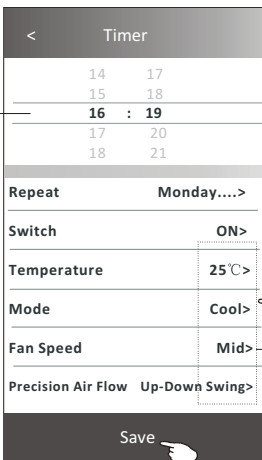 < Timer
14 17
15 18
16 : 19
17 20
18 21
Repeat Monday....>
Switch ON>
Temperature 25℃>
Mode Cool>
Fan Speed Mid>
Precision Air Flow Up-Down Swing>
Save